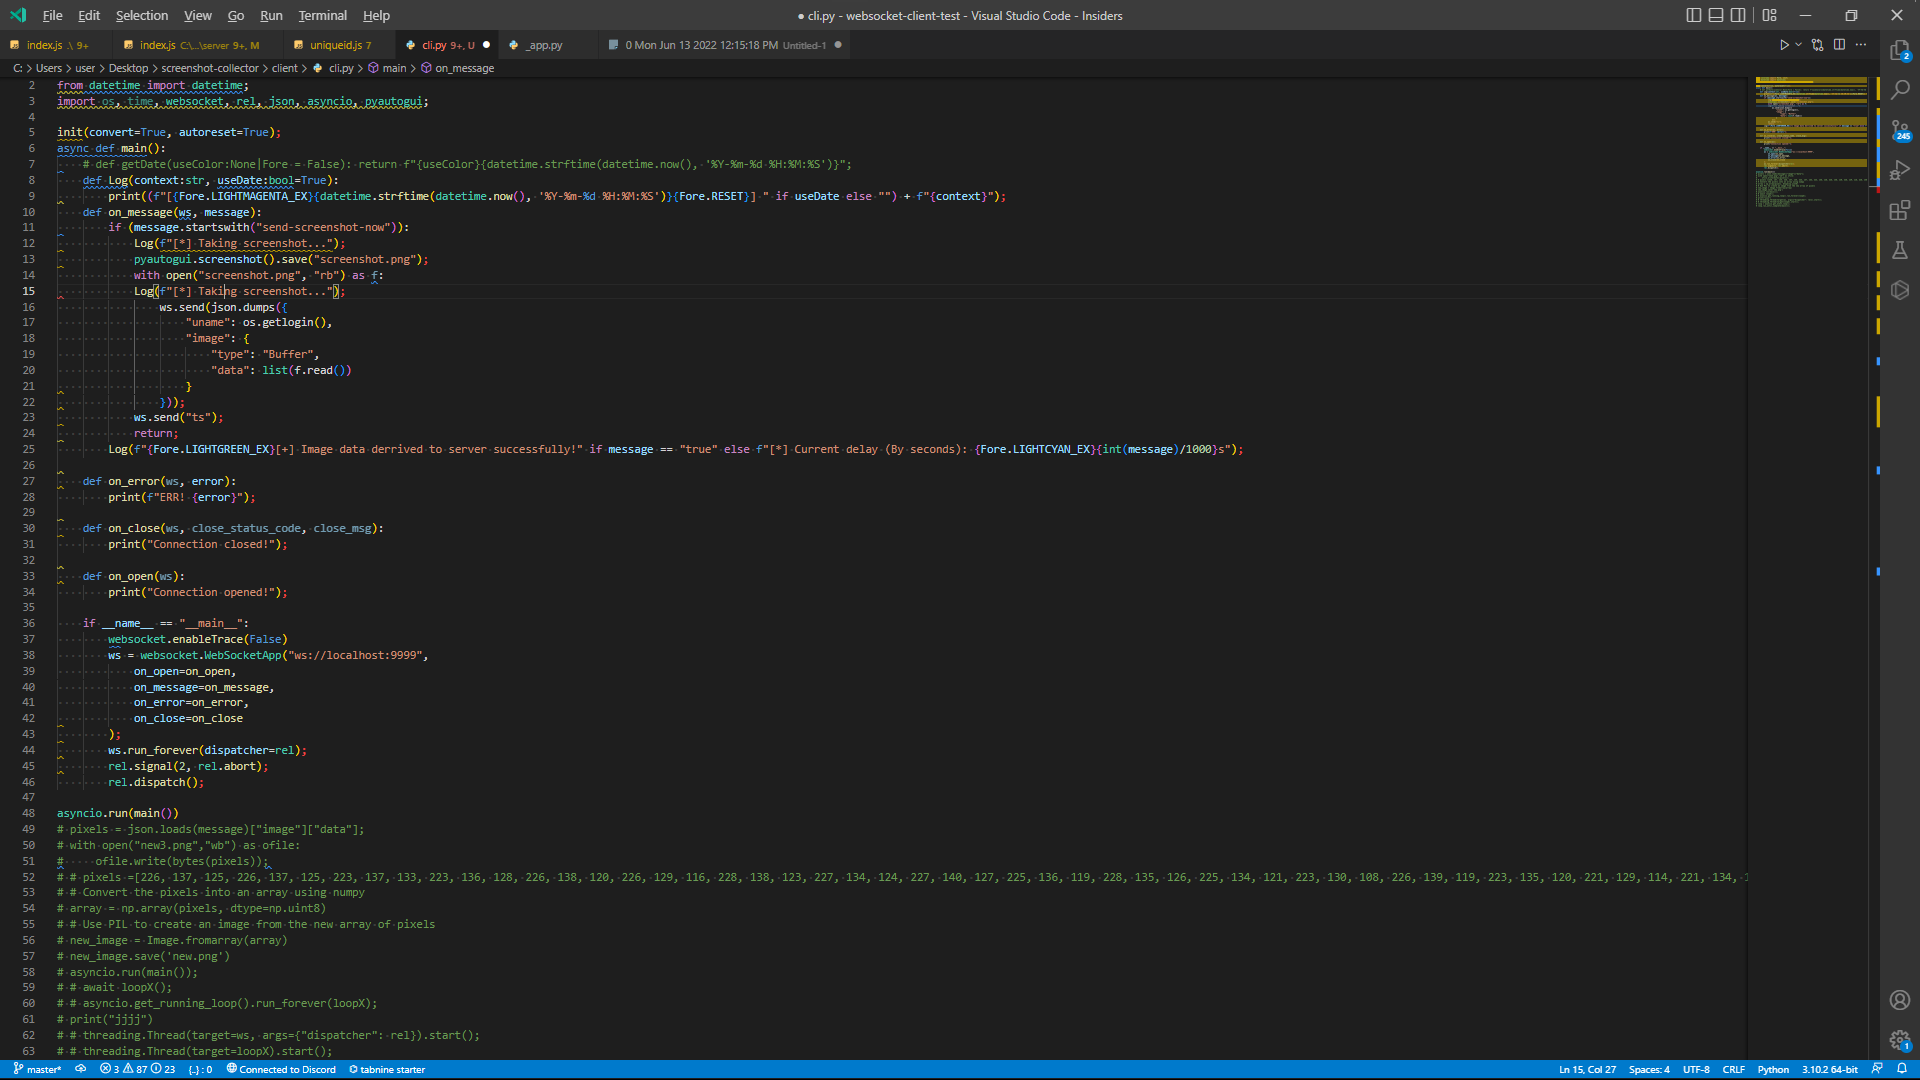 File Edit Selection View Go Run Terminal Help
● cli.py - websocket-client-test - Visual Studio Code - Insiders
index.js .\ 9+
index.js C:\...\server 9+, M
uniqueid.js 7
cli.py 9+, U
_app.py
0 Mon Jun 13 2022 12:15:18 PM Untitled-1
C: > Users > user > Desktop > screenshot-collector > client > cli.py > main > on_message
2 from datetime import datetime;
3 import os, time, websocket, rel, json, asyncio, pyautogui;
4
5 init(convert=True, autoreset=True);
6 async def main():
7 # def getDate(useColor:None|Fore = False): return f"{useColor}{datetime.strftime(datetime.now(), '%Y-%m-%d %H:%M:%S')}";
8 def Log(context:str, useDate:bool=True):
9 print((f"[{Fore.LIGHTMAGENTA_EX}{datetime.strftime(datetime.now(), '%Y-%m-%d %H:%M:%S')}{Fore.RESET}] " if useDate else "") + f"{context}");
10 def on_message(ws, message):
11 if (message.startswith("send-screenshot-now")):
12 Log(f"[*] Taking screenshot...");
13 pyautogui.screenshot().save("screenshot.png");
14 with open("screenshot.png", "rb") as f:
15 Log(f"[*] Taking screenshot...");
16 ws.send(json.dumps({
17 "uname": os.getlogin(),
18 "image": {
19 "type": "Buffer",
20 "data": list(f.read())
21 }
22 }));
23 ws.send("ts");
24 return;
25 Log(f"{Fore.LIGHTGREEN_EX}[+] Image data derrived to server successfully!" if message == "true" else f"[*] Current delay (By seconds): {Fore.LIGHTCYAN_EX}{int(message)/1000}s");
26
27 def on_error(ws, error):
28 print(f"ERR! {error}");
29
30 def on_close(ws, close_status_code, close_msg):
31 print("Connection closed!");
32
33 def on_open(ws):
34 print("Connection opened!");
35
36 if __name__ == "__main__":
37 websocket.enableTrace(False)
38 ws = websocket.WebSocketApp("ws://localhost:9999",
39 on_open=on_open,
40 on_message=on_message,
41 on_error=on_error,
42 on_close=on_close
43 );
44 ws.run_forever(dispatcher=rel);
45 rel.signal(2, rel.abort);
46 rel.dispatch();
47
48 asyncio.run(main())
49 # pixels = json.loads(message)["image"]["data"];
50 # with open("new3.png","wb") as ofile:
51 # ofile.write(bytes(pixels));
52 # # pixels =[226, 137, 125, 226, 137, 125, 223, 137, 133, 223, 136, 128, 226, 138, 120, 226, 129, 116, 228, 138, 123, 227, 134, 124, 227, 140, 127, 225, 136, 119, 228, 135, 126, 225, 134, 121, 223, 130, 108, 226, 139, 119, 223, 135, 120, 221, 129, 114, 221, 134, 1
53 # # Convert the pixels into an array using numpy
54 # array = np.array(pixels, dtype=np.uint8)
55 # # Use PIL to create an image from the new array of pixels
56 # new_image = Image.fromarray(array)
57 # new_image.save('new.png')
58 # asyncio.run(main());
59 # # await loopX();
60 # # asyncio.get_running_loop().run_forever(loopX);
61 # print("jjjj")
62 # # threading.Thread(target=ws, args={"dispatcher": rel}).start();
63 # # threading.Thread(target=loopX).start();
2
245
1
master* 3 87 23 {..} : 0 Connected to Discord tabnine starter
Ln 15, Col 27 Spaces: 4 UTF-8 CRLF Python 3.10.2 64-bit